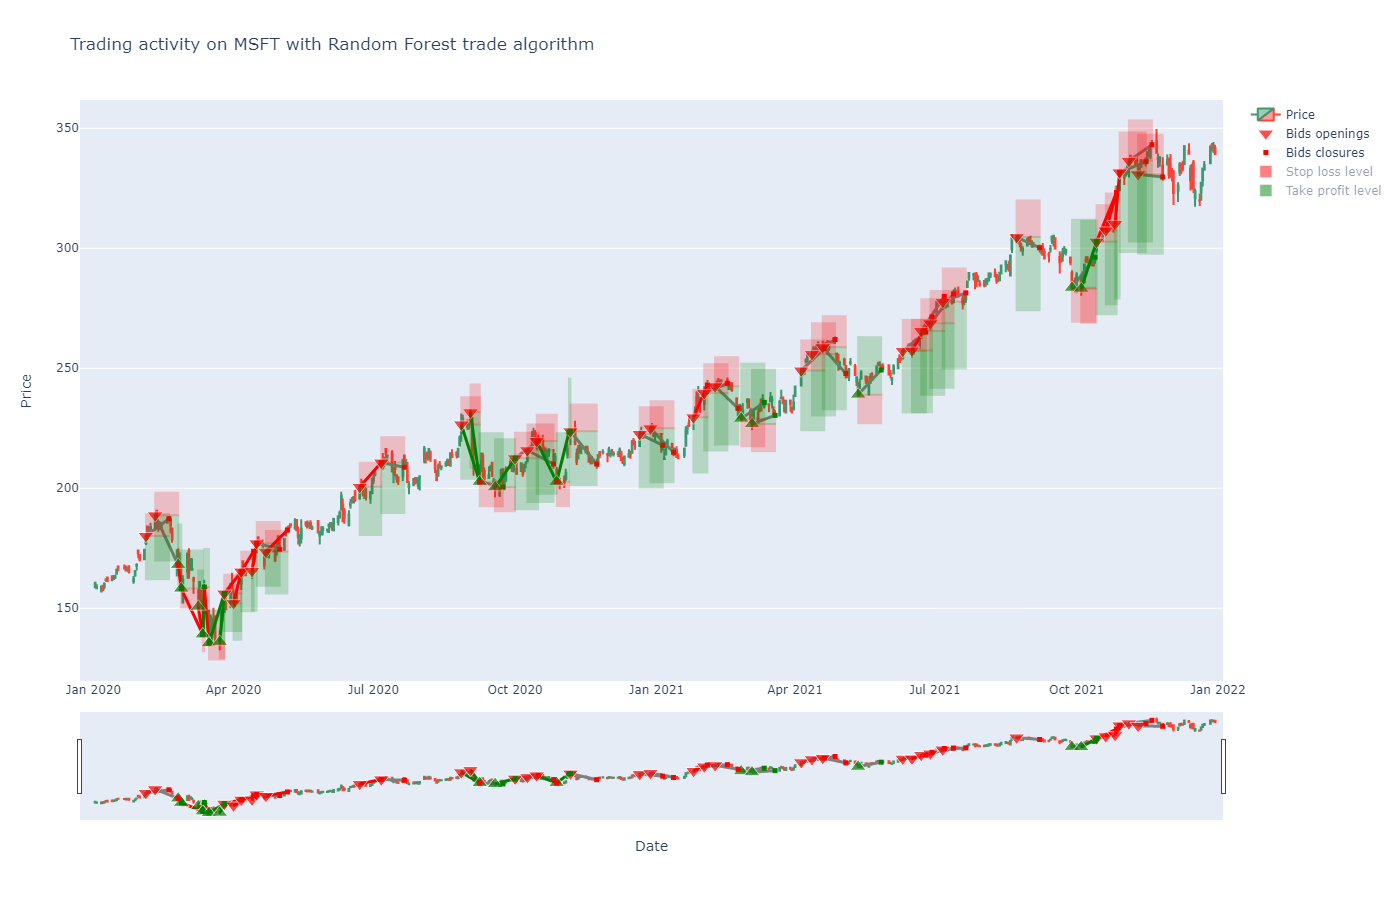 Trading activity on MSFT with Random Forest trade algorithm
Price
Bids openings
Bids closures
Stop loss level
Take profit level
350
300
250
200
150
Price
Jan 2020
Apr 2020
Jul 2020
Oct 2020
Jan 2021
Apr 2021
Jul 2021
Oct 2021
Jan 2022
Date